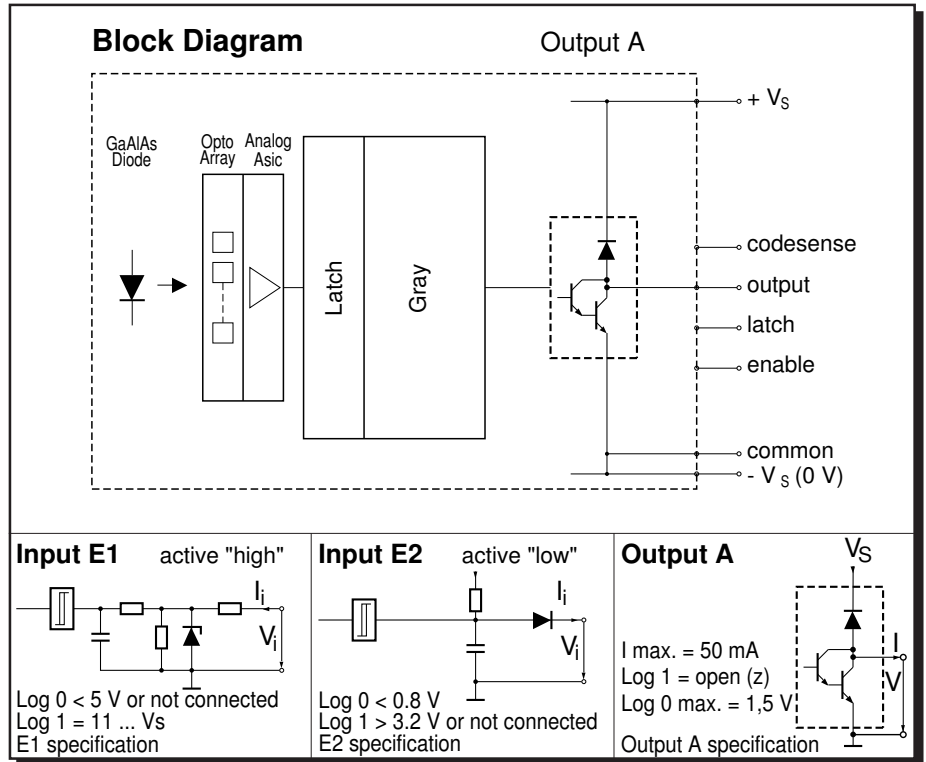 Block Diagram
Output A
+ VS
GaAlAs
Diode
Opto
Array
Analog
Asic
Latch
Gray
codesense
output
latch
enable
common
- VS (0 V)
Input E1 active "high"
Ii
Vi
Log 0 < 5 V or not connected
Log 1 = 11 ... Vs
E1 specification
Input E2 active "low"
Ii
Vi
Log 0 < 0.8 V
Log 1 > 3.2 V or not connected
E2 specification
Output A
VS
I max. = 50 mA
Log 1 = open (z)
Log 0 max. = 1,5 V
I
V
Output A specification